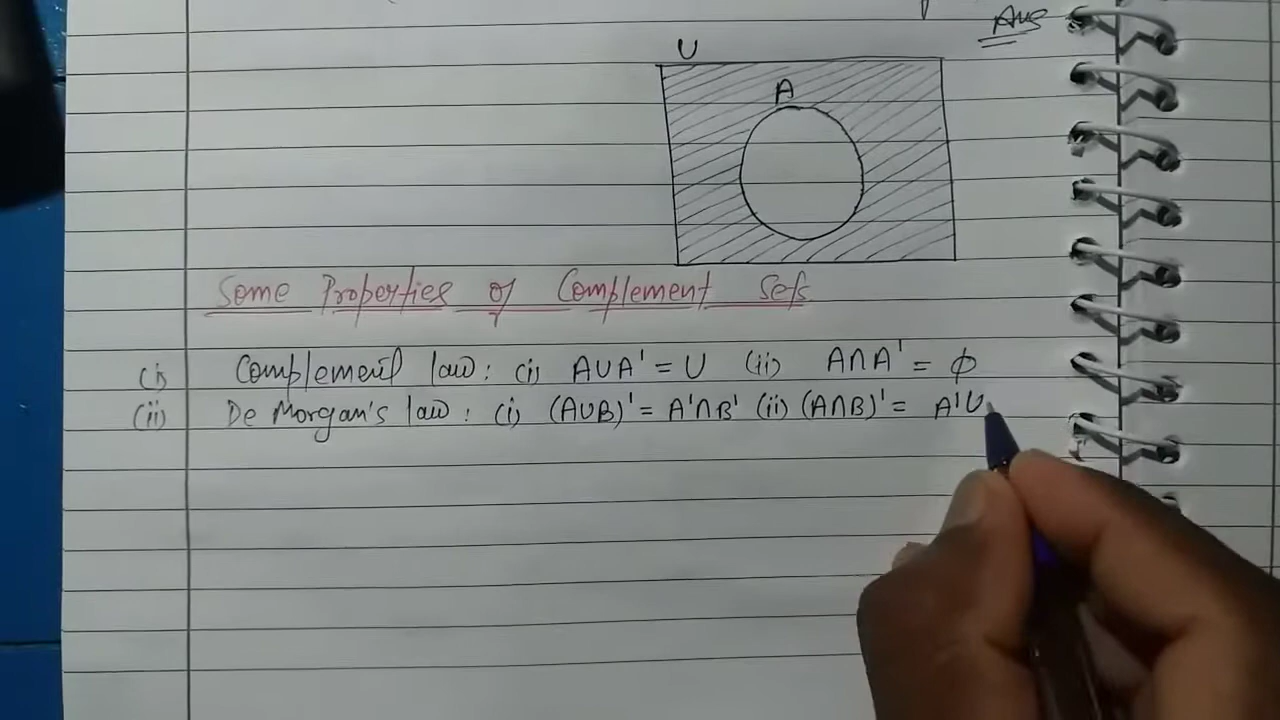 Ans
U
A
Some Properties of Complement Sets
(i) Complement law: (i) A∪A' = U (ii) A∩A' = ϕ
(ii) De Morgan's law: (i) (A∪B)' = A'∩B' (ii) (A∩B)' = A'∪